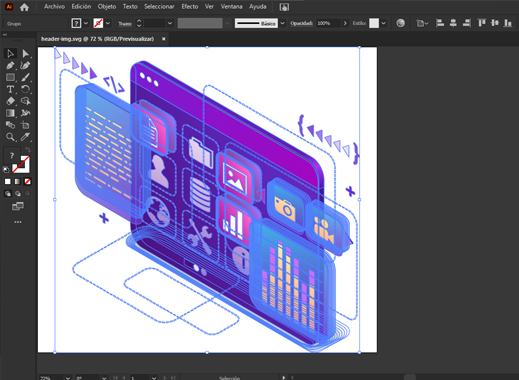 Ai Archivo Edición Objeto Texto Seleccionar Efecto Ver Ventana Ayuda
Grupo ? Trazo: Básico Opacidad: 100% Estilo:
header-img.svg @ 72 % (RGB/Previsualizar) ×
</>
{ }
T
?
72% 0° 1 Selección